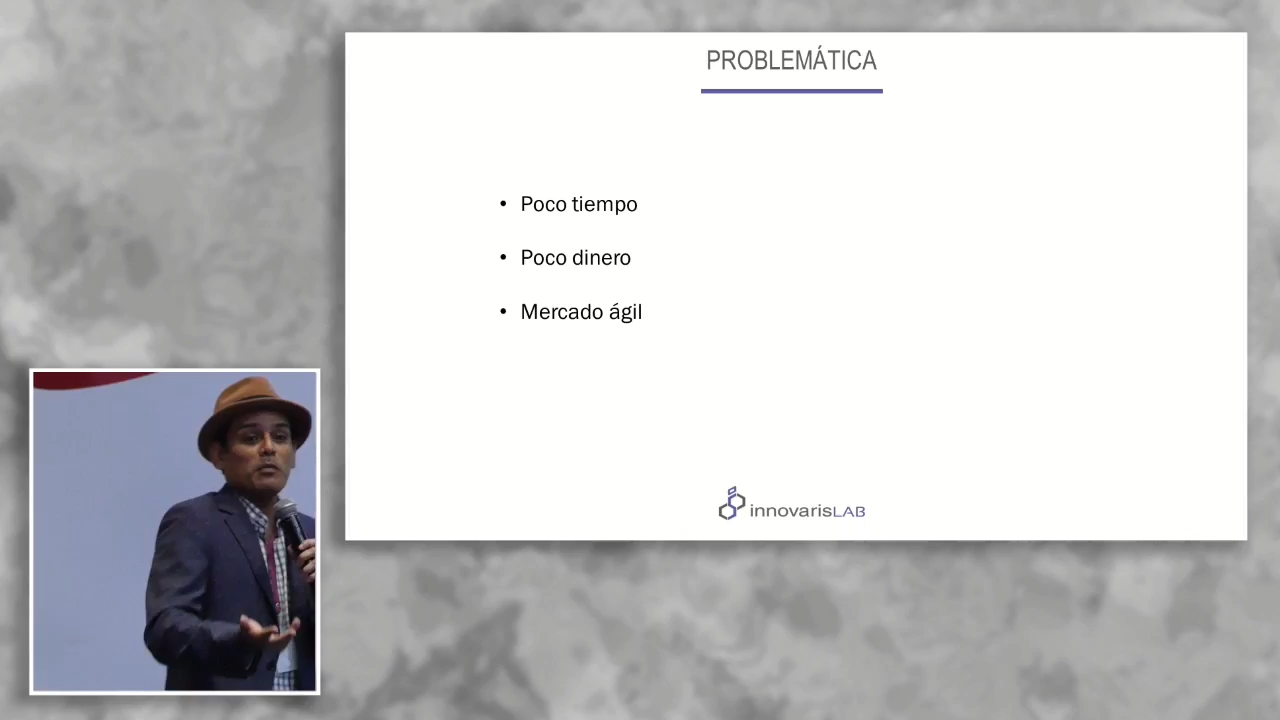 PROBLEMÁTICA
• Poco tiempo
• Poco dinero
• Mercado ágil
innovarisLAB